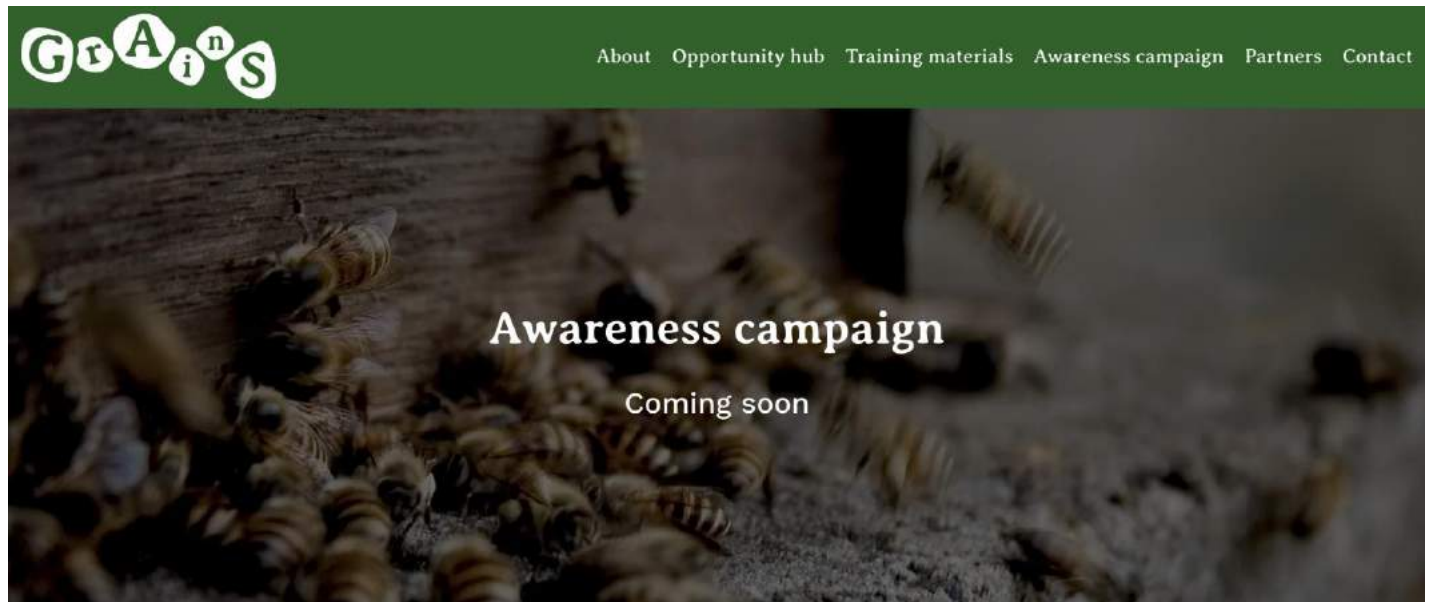 GrAinS
About Opportunity hub Training materials Awareness campaign Partners Contact
Awareness campaign
Coming soon